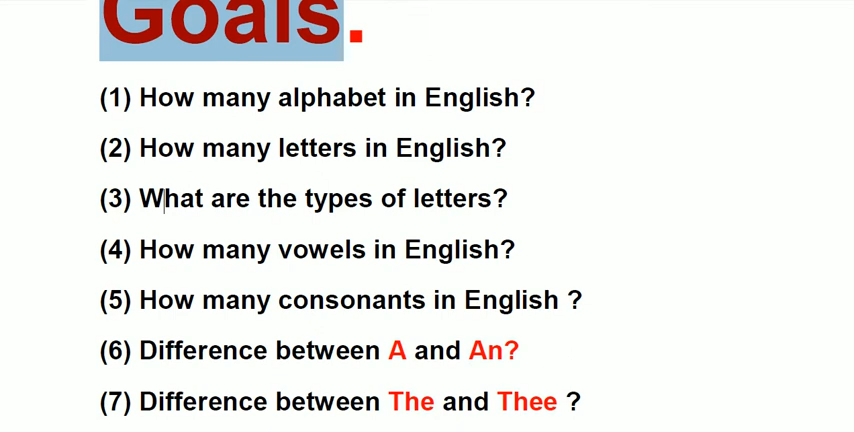 Goals.
(1) How many alphabet in English?
(2) How many letters in English?
(3) What are the types of letters?
(4) How many vowels in English?
(5) How many consonants in English ?
(6) Difference between A and An?
(7) Difference between The and Thee ?